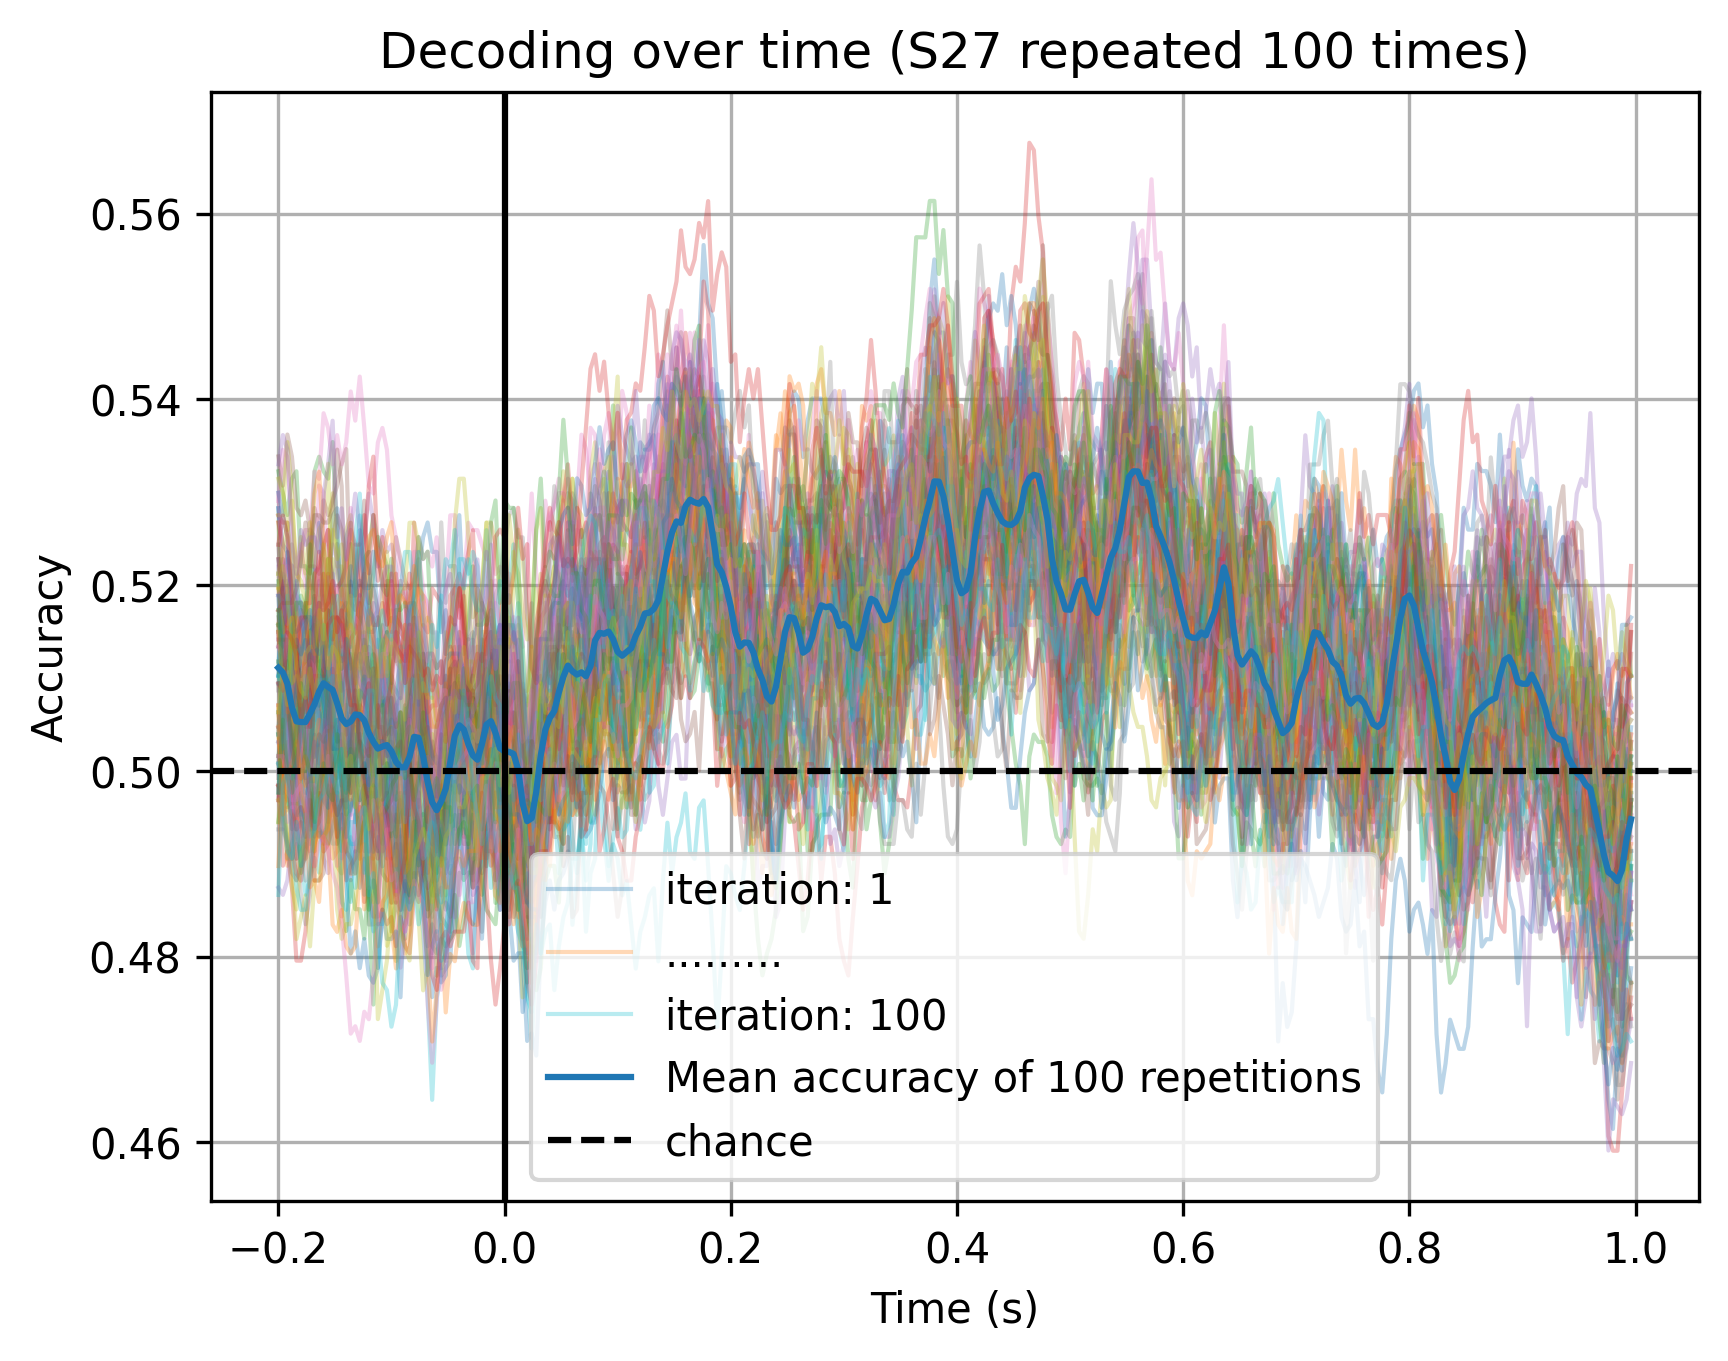 Decoding over time (S27 repeated 100 times)
Accuracy
0.56
0.54
0.52
0.50
0.48
0.46
iteration: 1
.........
iteration: 100
Mean accuracy of 100 repetitions
chance
−0.2 0.0 0.2 0.4 0.6 0.8 1.0
Time (s)